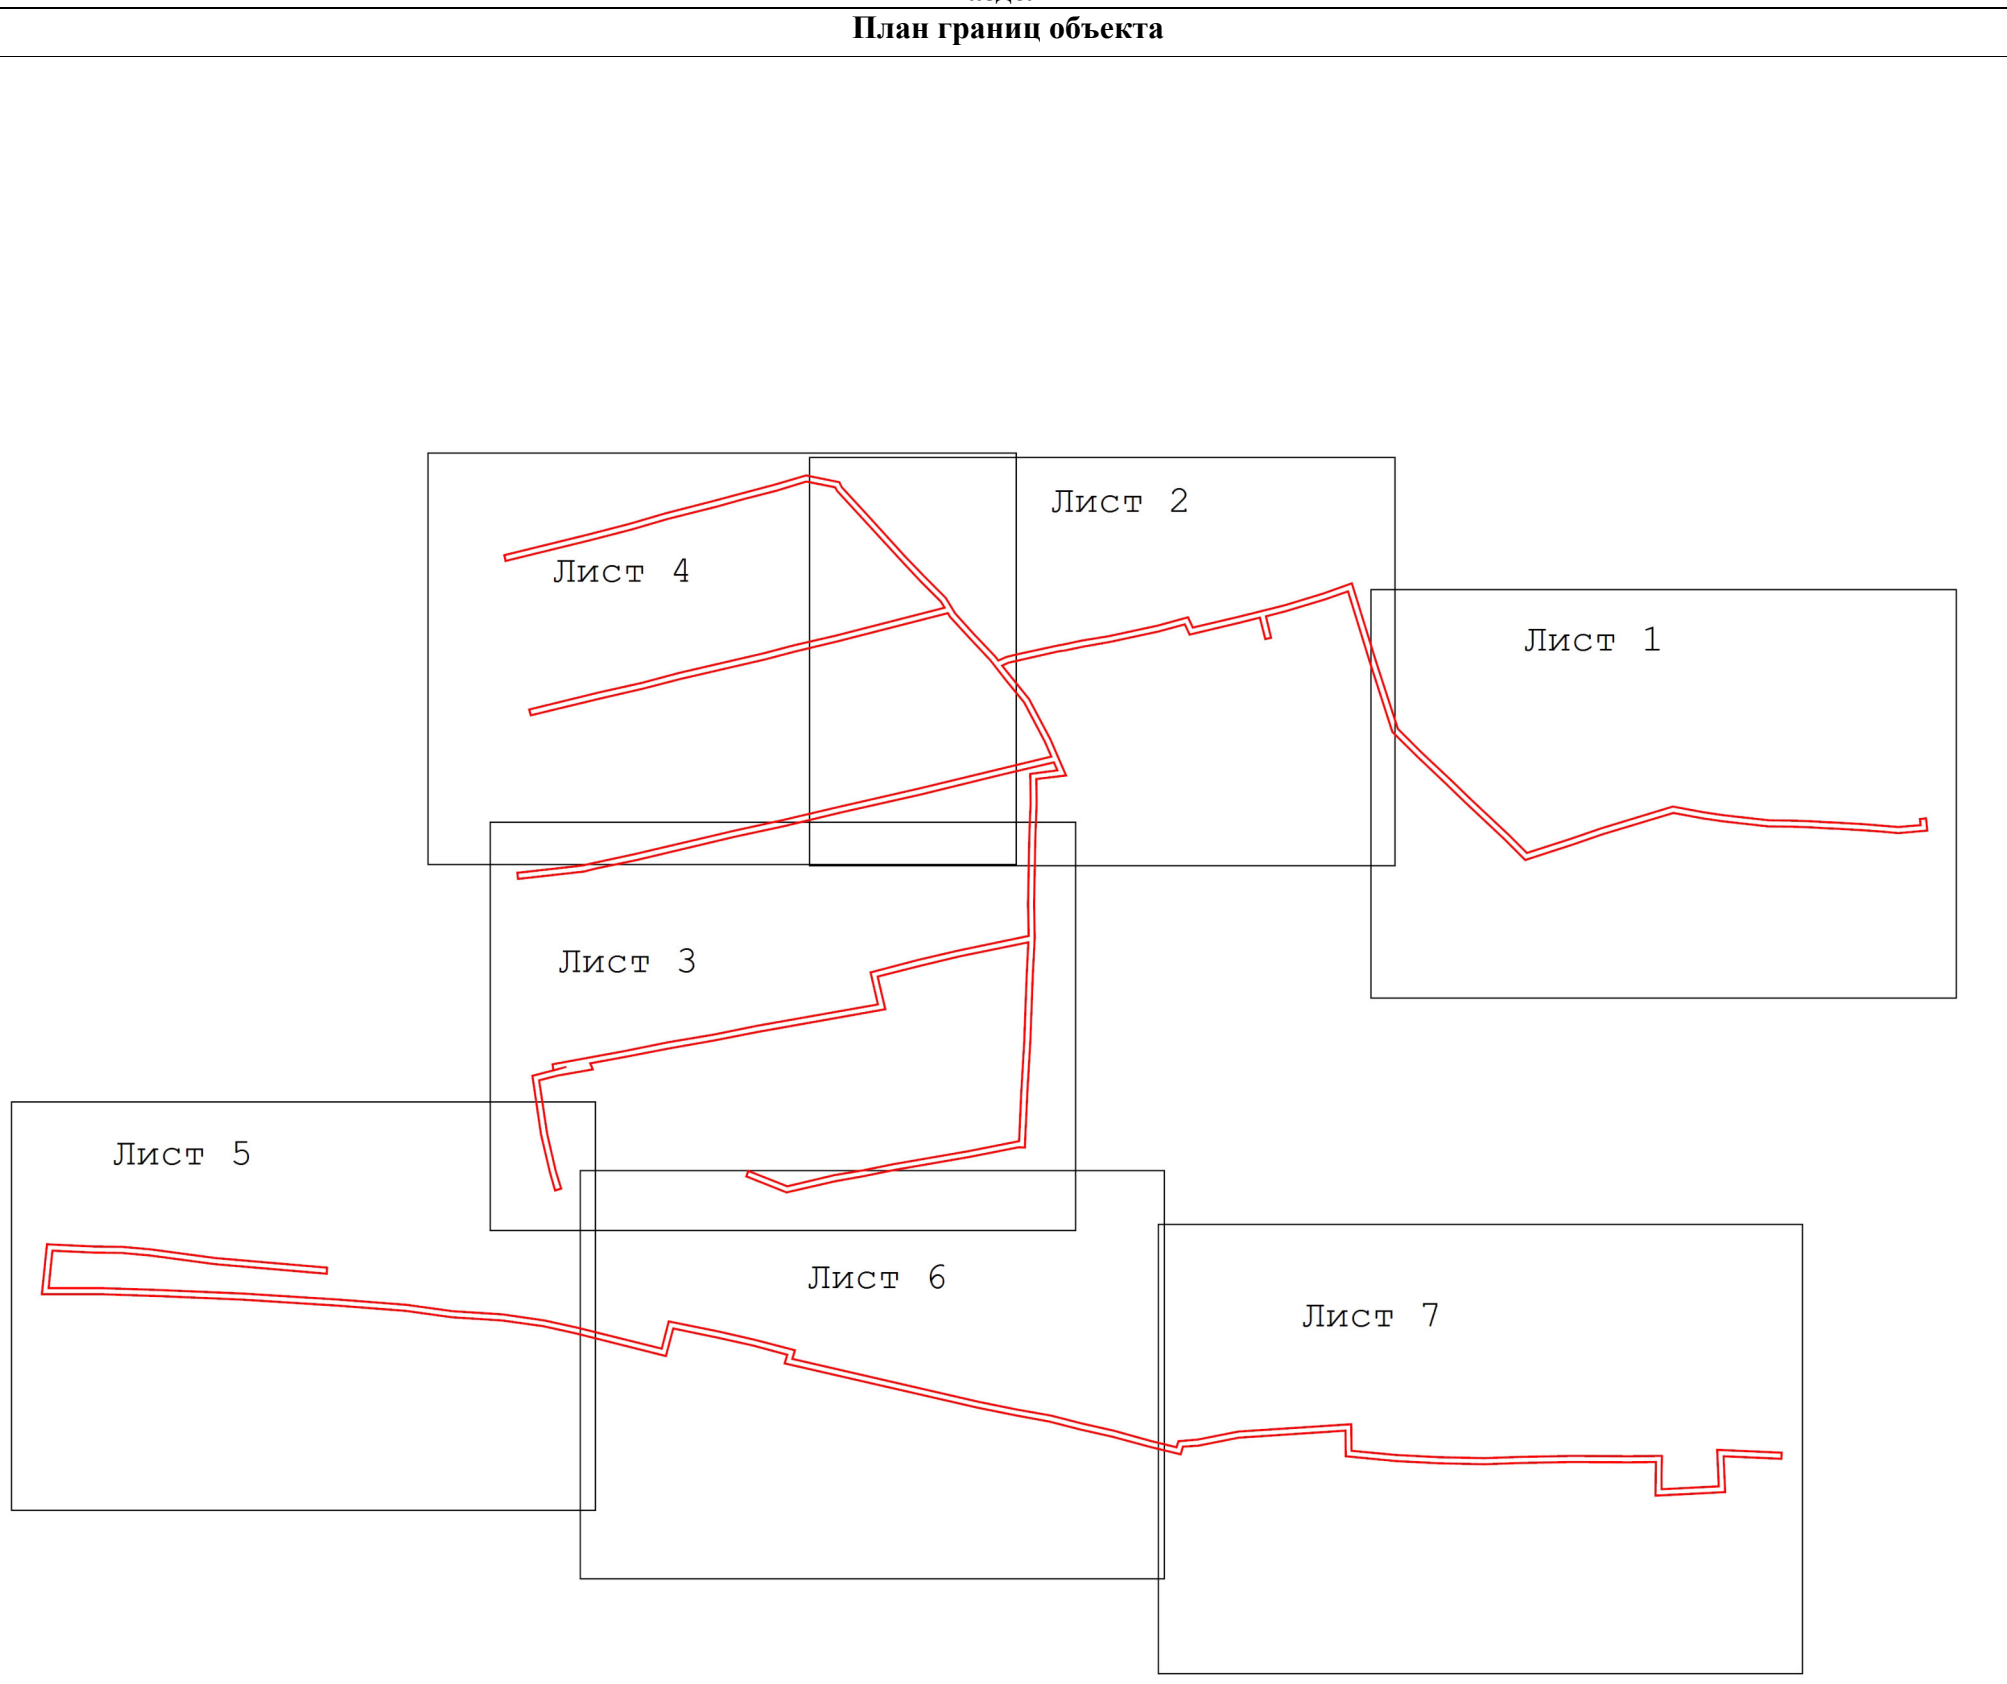 План границ объекта
Лист 2
Лист 4
Лист 1
Лист 3
Лист 5
Лист 6
Лист 7